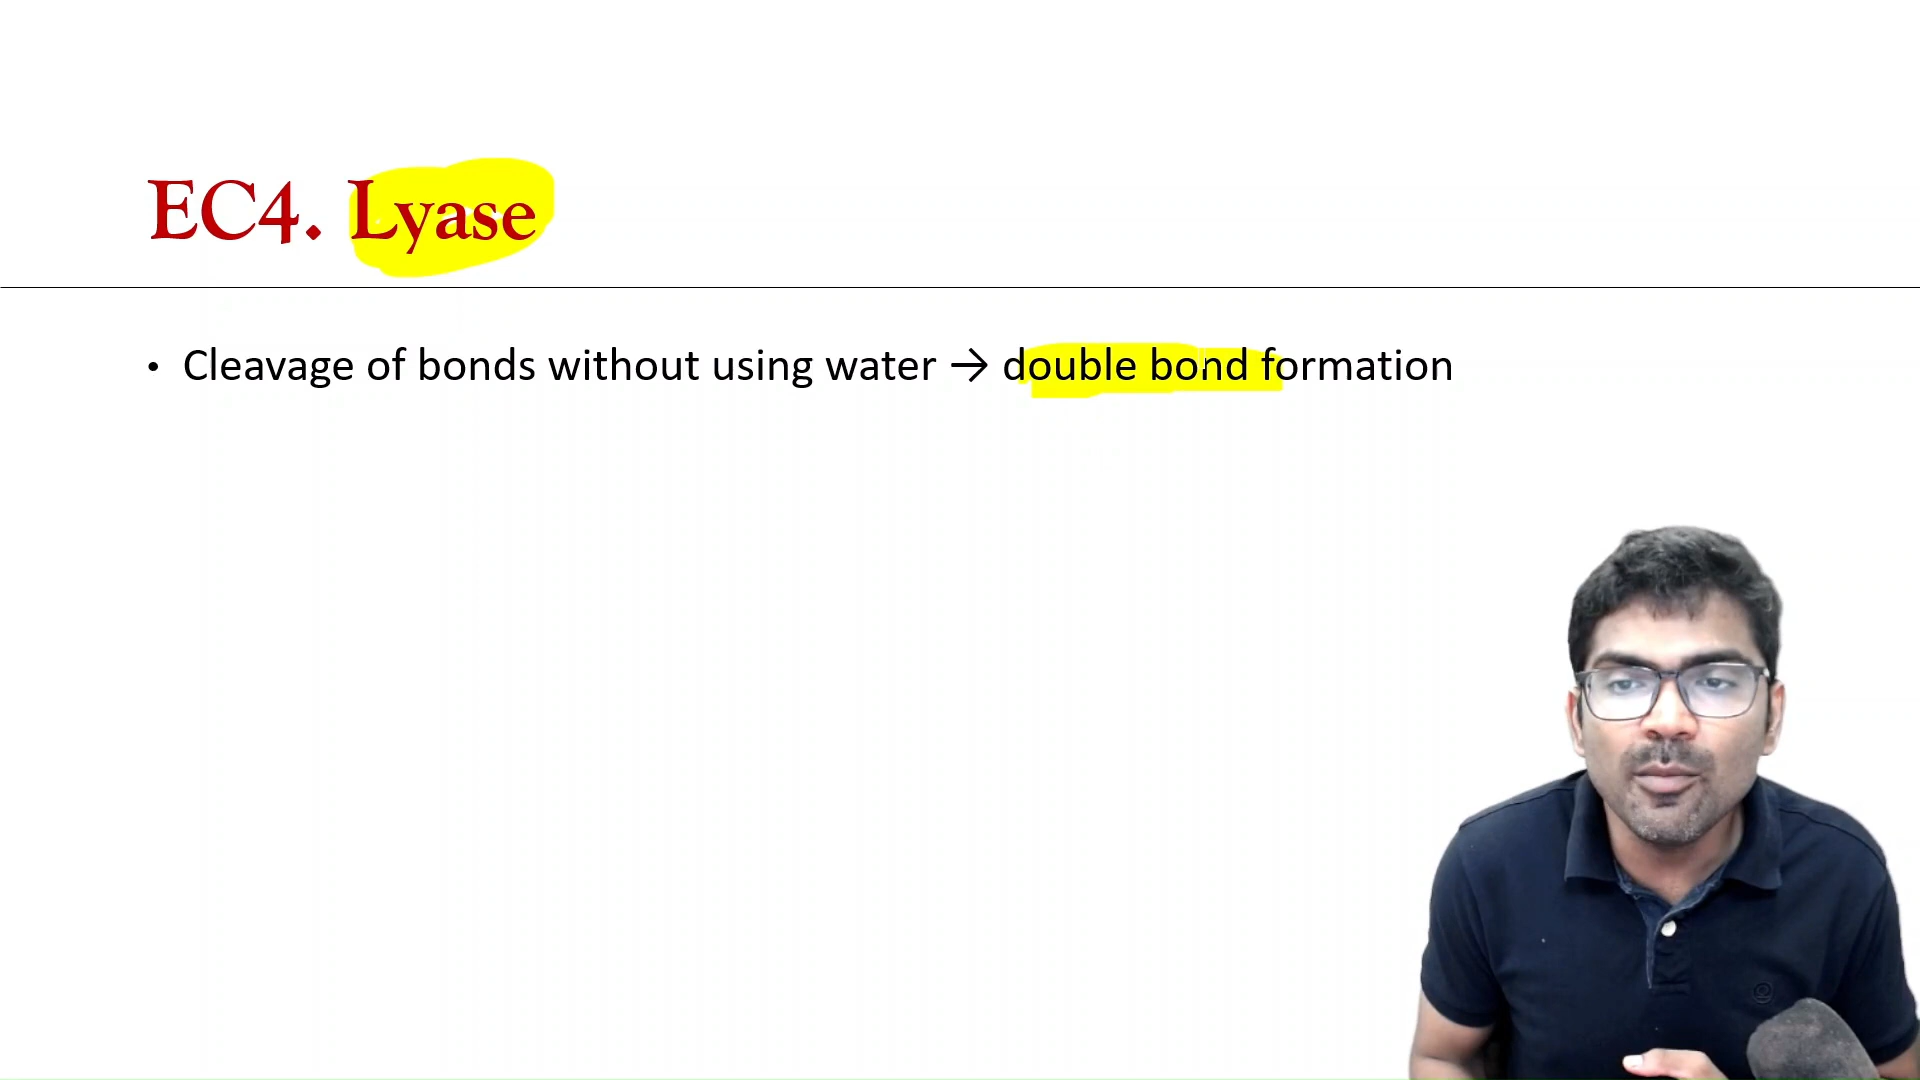 EC4. Lyase
• Cleavage of bonds without using water → double bond formation